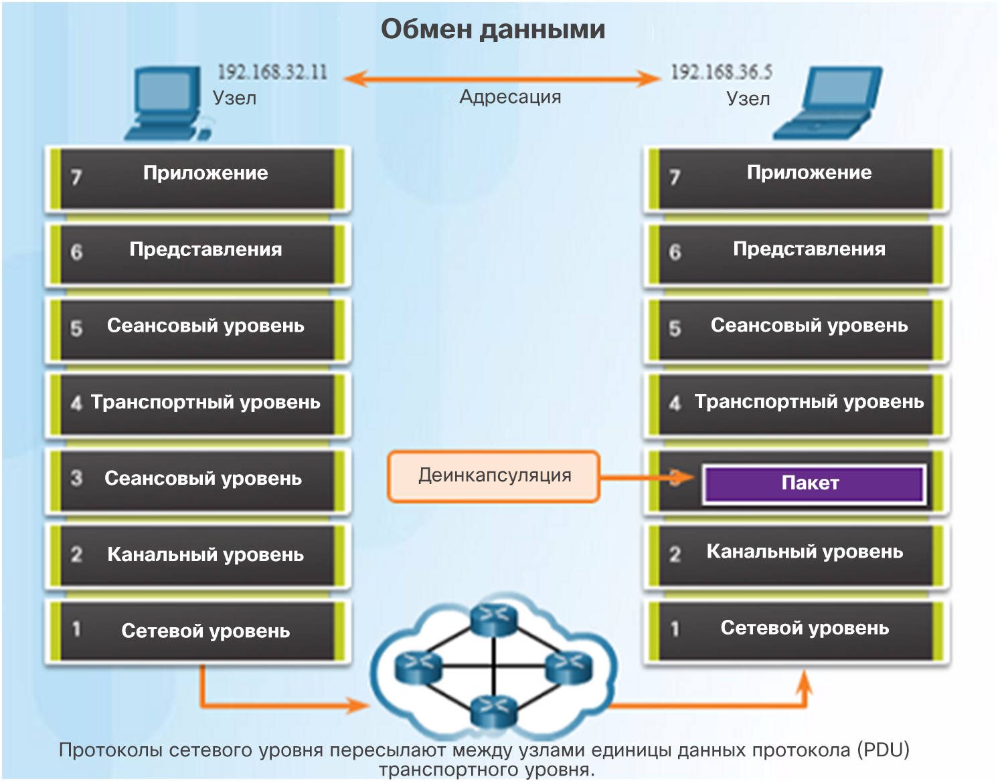 Обмен данными
192.168.32.11
192.168.36.5
Узел
Адресация
Узел
7 Приложение
7 Приложение
6 Представления
6 Представления
5 Сеансовый уровень
5 Сеансовый уровень
4 Транспортный уровень
4 Транспортный уровень
3 Сеансовый уровень
Деинкапсуляция
3 Пакет
2 Канальный уровень
2 Канальный уровень
1 Сетевой уровень
1 Сетевой уровень
Протоколы сетевого уровня пересылают между узлами единицы данных протокола (PDU)
транспортного уровня.